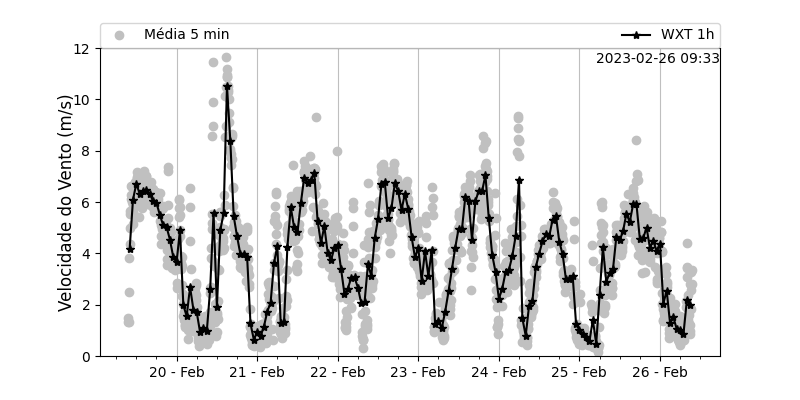 Média 5 min
WXT 1h
2023-02-26 09:33
Velocidade do Vento (m/s)
12
10
8
6
4
2
0
20 - Feb
21 - Feb
22 - Feb
23 - Feb
24 - Feb
25 - Feb
26 - Feb